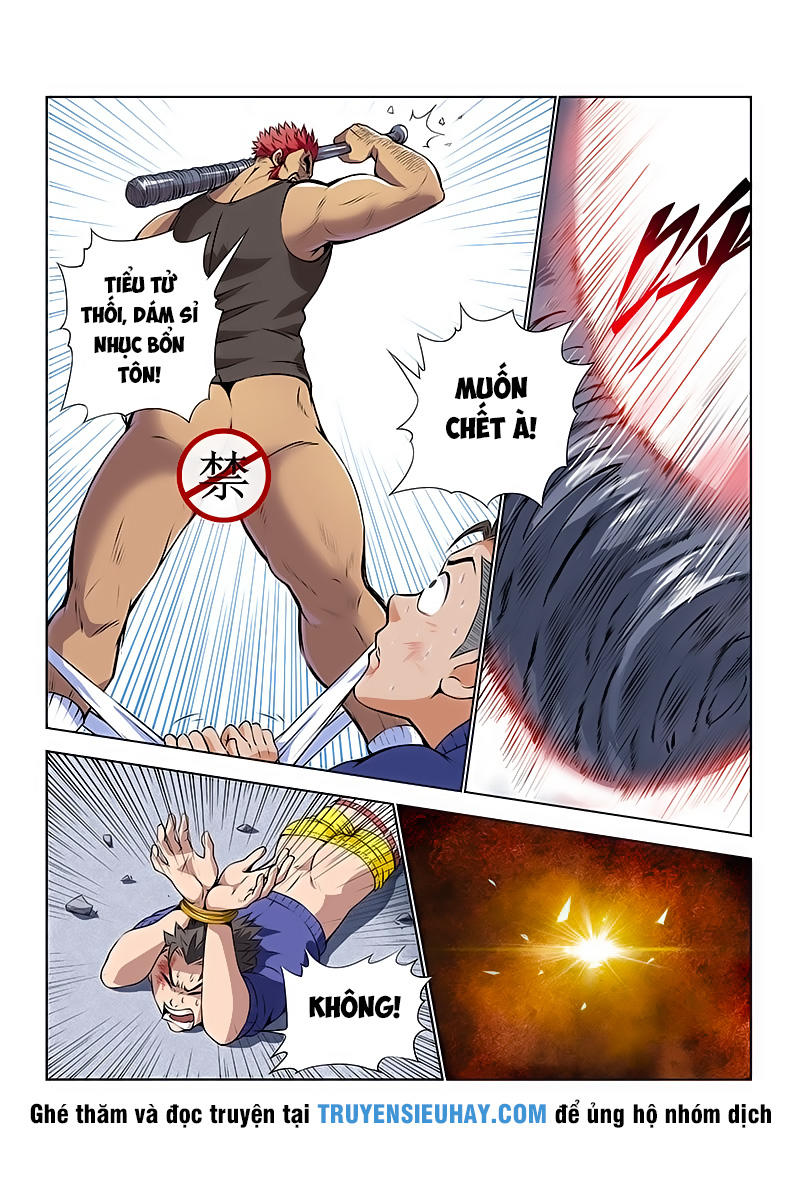 TIỂU TỬ
THỐI, DÁM SỈ
NHỤC BỔN
TÔN!
MUỐN
CHẾT À!
呼
禁
KHÔNG!
Ghé thăm và đọc truyện tại TRUYENSIEUHAY.COM để ủng hộ nhóm dịch